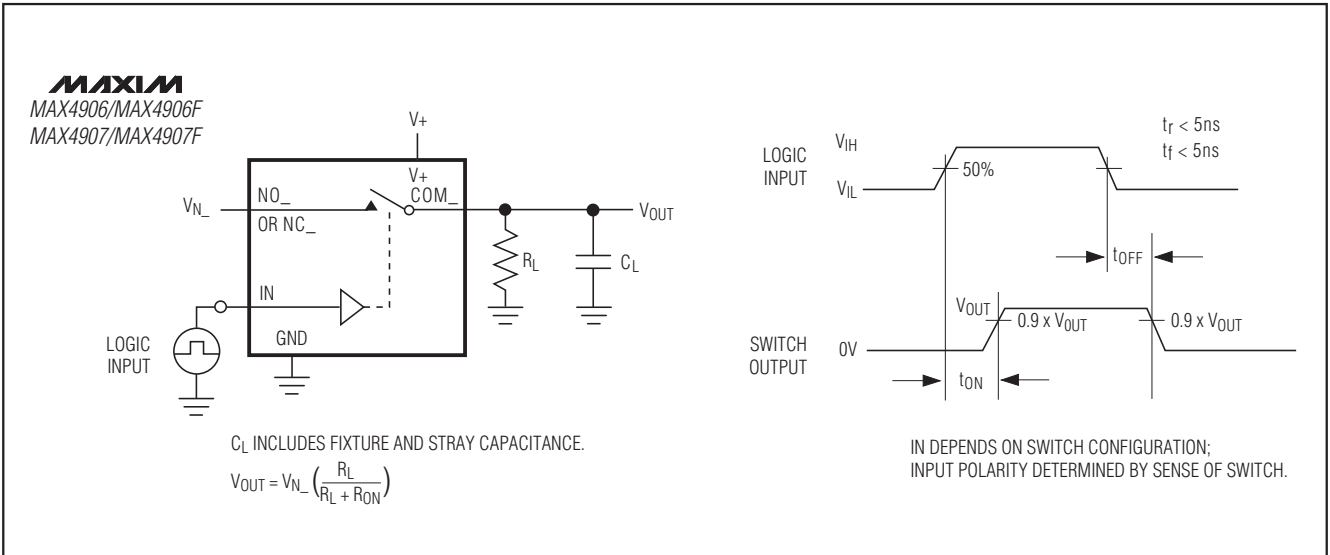 MAXIM
MAX4906/MAX4906F
MAX4907/MAX4907F
V+
V+
NO_
COM_
V_N_
OR NC_
V_OUT
R_L
C_L
IN
GND
LOGIC
INPUT
C_L INCLUDES FIXTURE AND STRAY CAPACITANCE.
V_OUT = V_N_ (R_L / (R_L + R_ON))
LOGIC
INPUT
V_IH
V_IL
50%
t_r < 5ns
t_f < 5ns
t_OFF
V_OUT
0.9 x V_OUT
0.9 x V_OUT
SWITCH
OUTPUT
0V
t_ON
IN DEPENDS ON SWITCH CONFIGURATION;
INPUT POLARITY DETERMINED BY SENSE OF SWITCH.